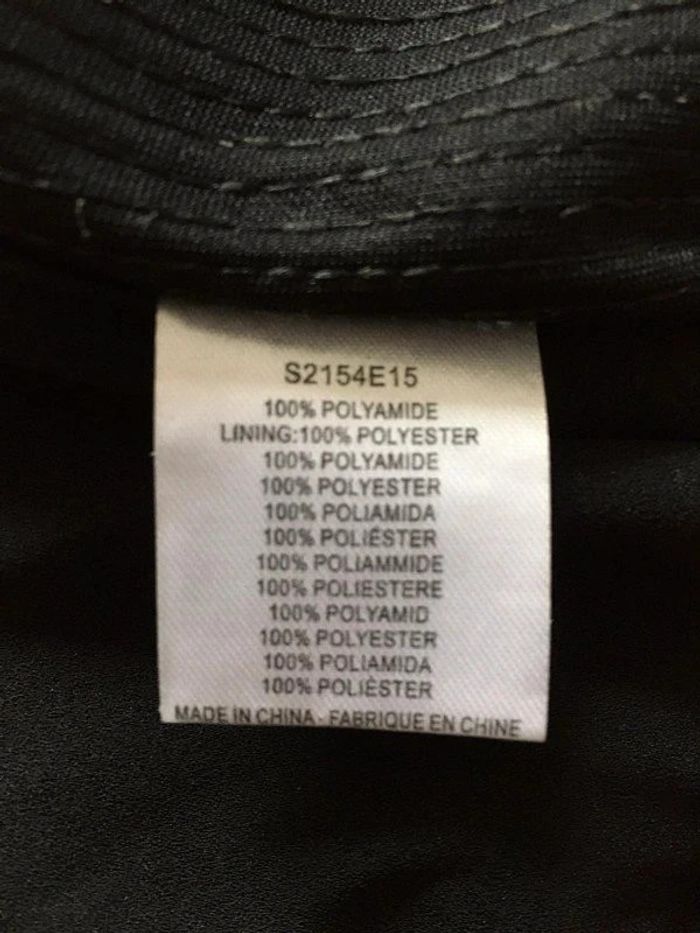 S2154E15
100% POLYAMIDE
LINING:100% POLYESTER
100% POLYAMIDE
100% POLYESTER
100% POLIAMIDA
100% POLIÉSTER
100% POLIAMMIDE
100% POLIESTERE
100% POLYAMID
100% POLYESTER
100% POLIAMIDA
100% POLIÉSTER
MADE IN CHINA - FABRIQUE EN CHINE